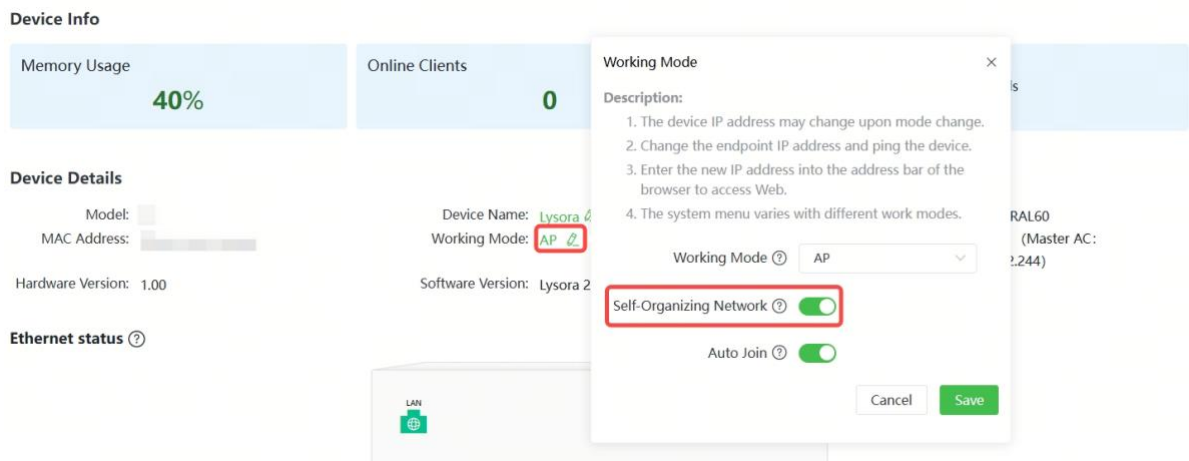 Device Info
Memory Usage
40%
Online Clients
0
Device Details
Model:
MAC Address:
Hardware Version: 1.00
Device Name: Lysora
Working Mode: AP
Software Version: Lysora 2
RAL60
(Master AC:
2.244)
Ethernet status
LAN
Working Mode
Description:
1. The device IP address may change upon mode change.
2. Change the endpoint IP address and ping the device.
3. Enter the new IP address into the address bar of the
browser to access Web.
4. The system menu varies with different work modes.
Working Mode AP
Self-Organizing Network
Auto Join
Cancel
Save